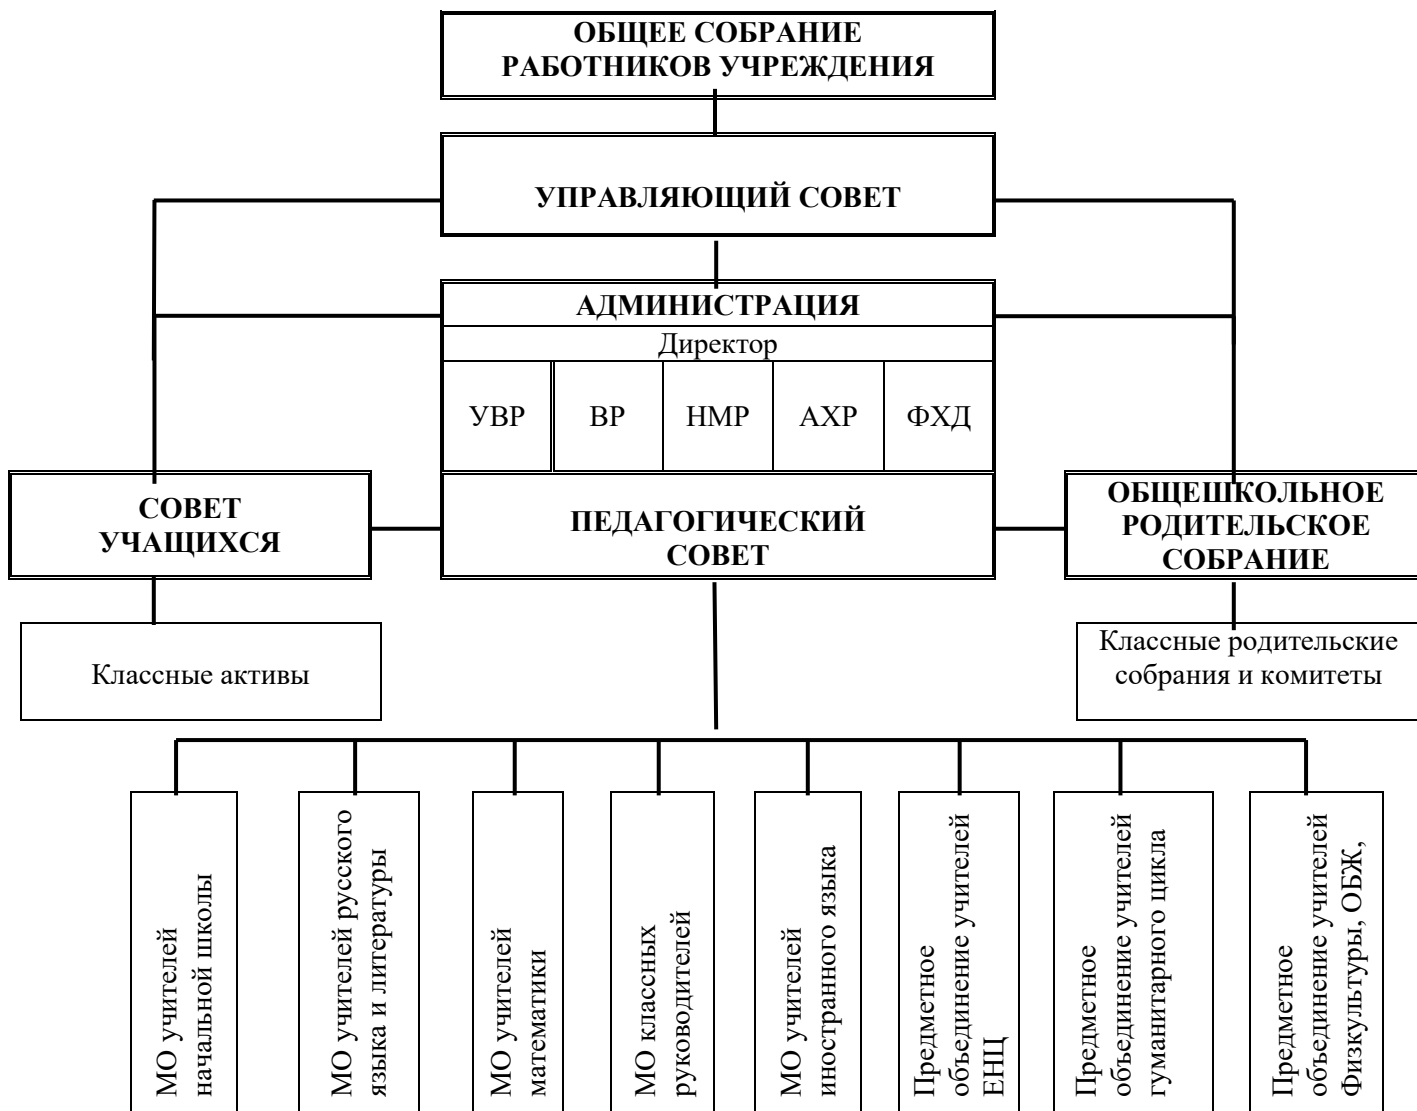 ОБЩЕЕ СОБРАНИЕ
РАБОТНИКОВ УЧРЕЖДЕНИЯ
УПРАВЛЯЮЩИЙ СОВЕТ
АДМИНИСТРАЦИЯ
Директор
УВР
ВР
НМР
АХР
ФХД
СОВЕТ
УЧАЩИХСЯ
ПЕДАГОГИЧЕСКИЙ
СОВЕТ
ОБЩЕШКОЛЬНОЕ
РОДИТЕЛЬСКОЕ
СОБРАНИЕ
Классные активы
Классные родительские
собрания и комитеты
МО учителей
начальной школы
МО учителей русского
языка и литературы
МО учителей
математики
МО классных
руководителей
МО учителей
иностранного языка
Предметное
объединение учителей
ЕНЦ
Предметное
объединение учителей
гуманитарного цикла
Предметное
объединение учителей
Физкультуры, ОБЖ,